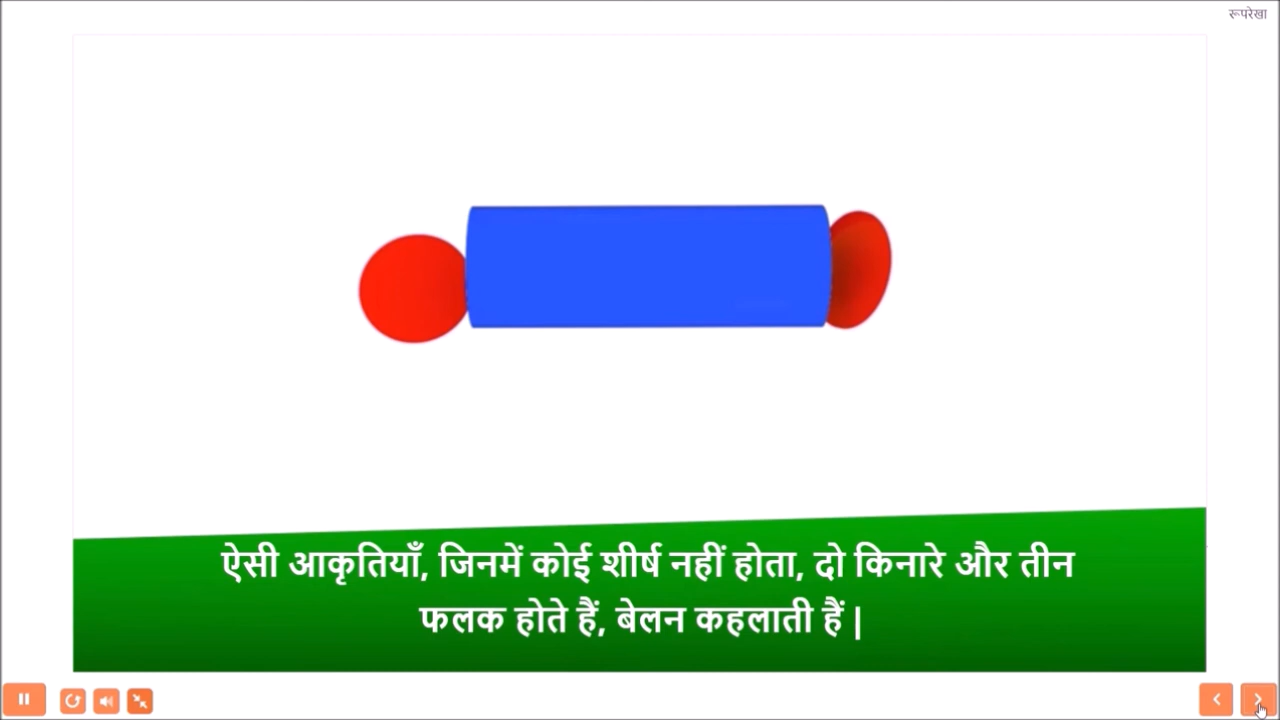 रूपरेखा
ऐसी आकृतियाँ, जिनमें कोई शीर्ष नहीं होता, दो किनारे और तीन
फलक होते हैं, बेलन कहलाती हैं |